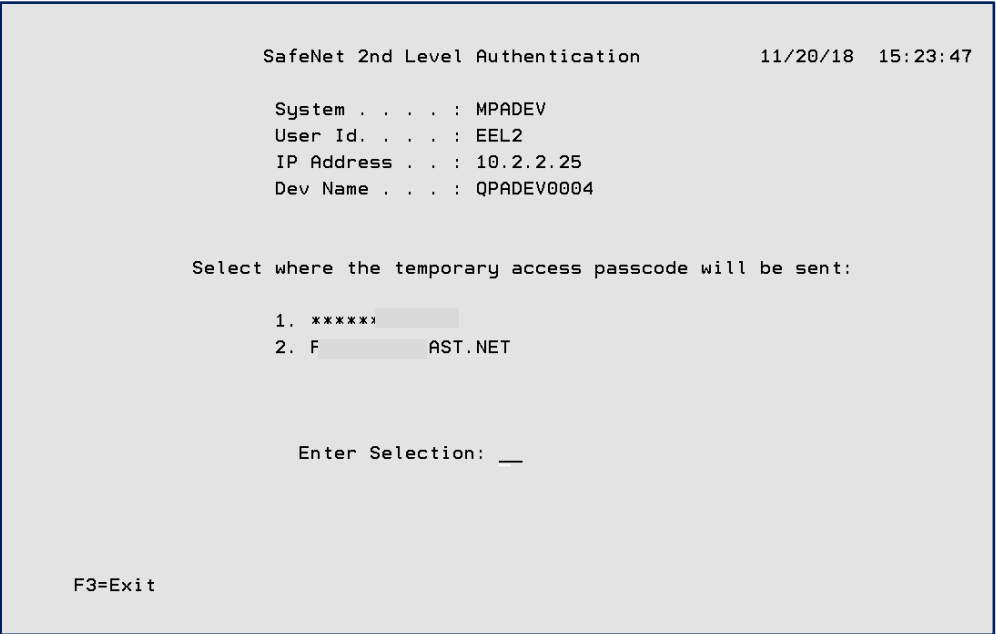 SafeNet 2nd Level Authentication 11/20/18 15:23:47
System . . . . : MPADEV
User Id. . . . : EEL2
IP Address . . : 10.2.2.25
Dev Name . . . : QPADEV0004
Select where the temporary access passcode will be sent:
1. ******
2. F AST.NET
Enter Selection: __
F3=Exit